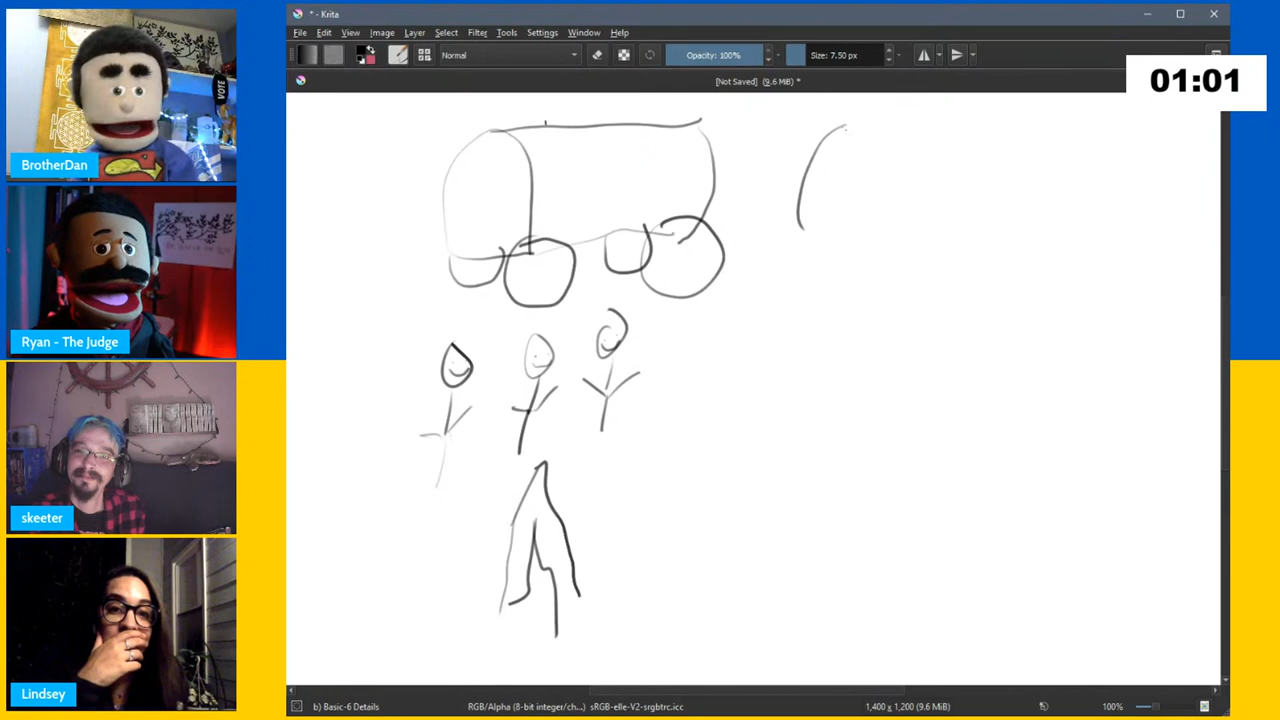 * - Krita
File Edit View Image Layer Select Filter Tools Settings Window Help
Normal
Opacity: 100%
Size: 7.50 px
[Not Saved] (9.6 MiB) *
01:01
VOTE
BrotherDan
Ryan - The Judge
skeeter
Lindsey
b) Basic-6 Details
RGB/Alpha (8-bit integer/ch...) sRGB-elle-V2-srgbtrc.icc
1,400 x 1,200 (9.6 MiB)
100%